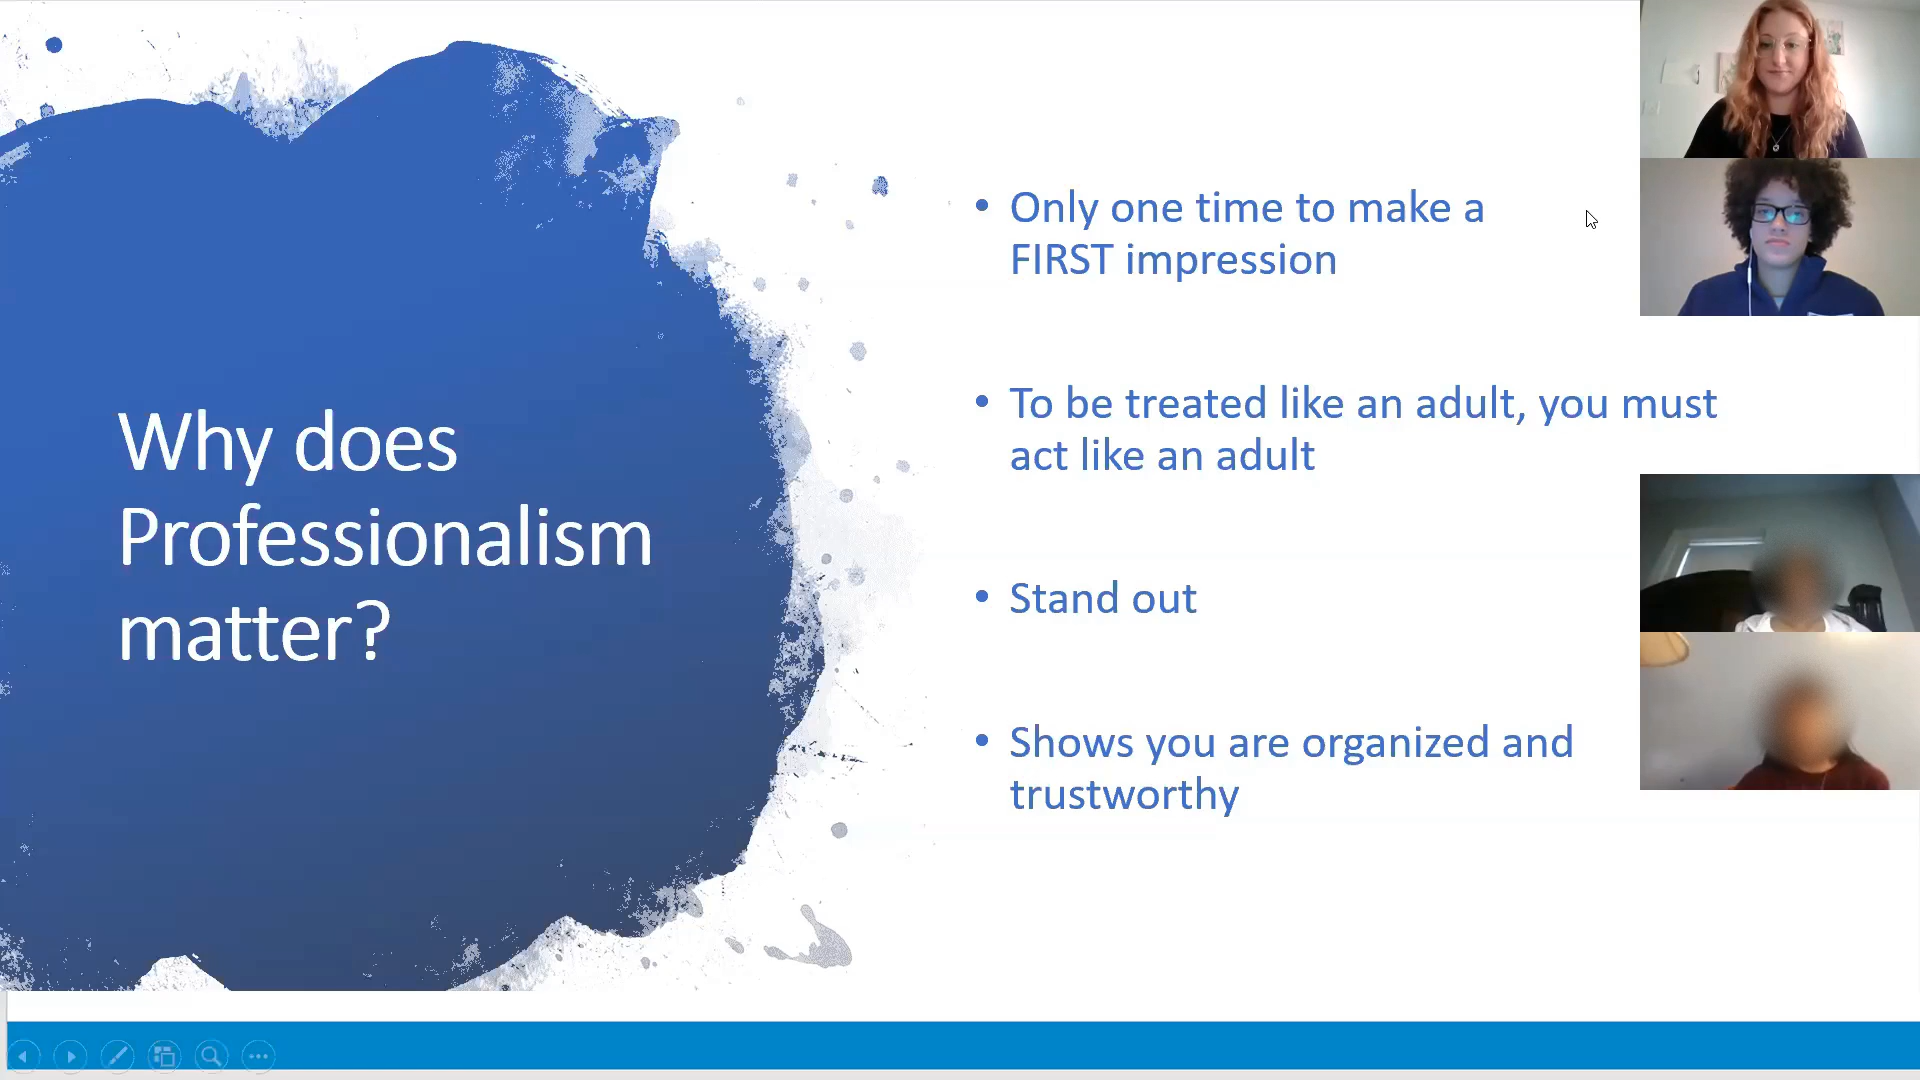 Why does
Professionalism
matter?
• Only one time to make a
FIRST impression
• To be treated like an adult, you must
act like an adult
• Stand out
• Shows you are organized and
trustworthy